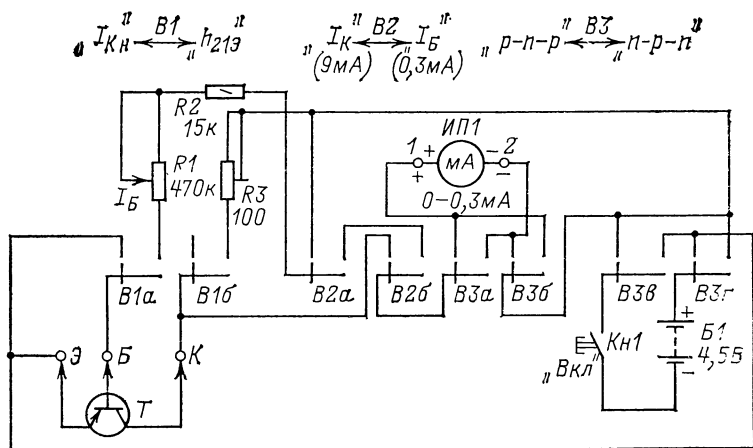 „Iкн" В1 „h21Э"
„Iк" В2 „IБ"
(9мА) (0,3мА)
„p-n-p" В3 „n-p-n"
R2
15к
R1
470к
IБ
R3
100
ИП1
1 + мА - 2
+ -
0-0,3мА
В1а
В1б
В2а
В2б
В3а
В3б
В3в
В3г
Э
Б
К
Т
Кн1
„Вкл"
+
Б1
4,5В
-